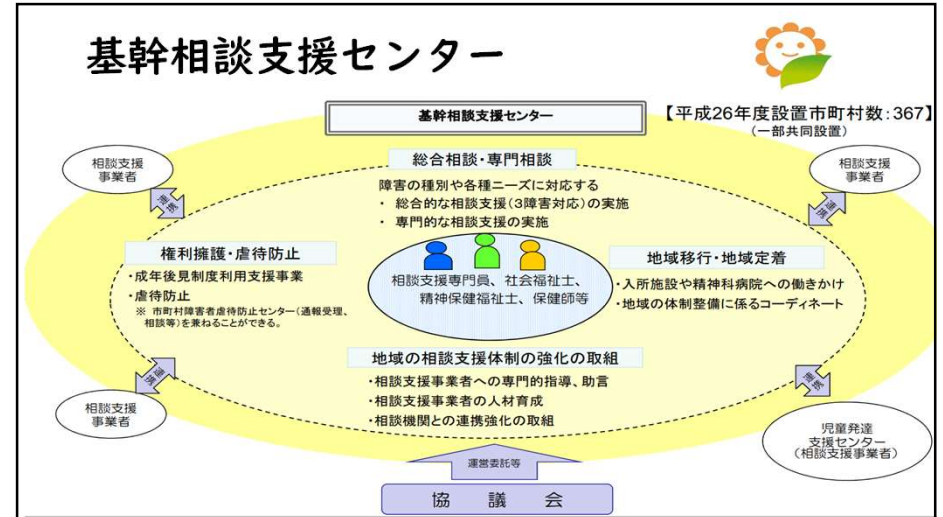 基幹相談支援センター
基幹相談支援センター
【平成26年度設置市町村数：367】
（一部共同設置）
相談支援
事業者
連携
総合相談・専門相談
障害の種別や各種ニーズに対応する
・ 総合的な相談支援（3障害対応）の実施
・ 専門的な相談支援の実施
相談支援
事業者
連携
権利擁護・虐待防止
・成年後見制度利用支援事業
・虐待防止
※ 市町村障害者虐待防止センター（通報受理、
相談等）を兼ねることができる。
相談支援専門員、社会福祉士、
精神保健福祉士、保健師等
地域移行・地域定着
・入所施設や精神科病院への働きかけ
・地域の体制整備に係るコーディネート
地域の相談支援体制の強化の取組
・相談支援事業者への専門的指導、助言
・相談支援事業者の人材育成
・相談機関との連携強化の取組
連携
相談支援
事業者
連携
児童発達
支援センター
（相談支援事業者）
運営委託等
協 議 会